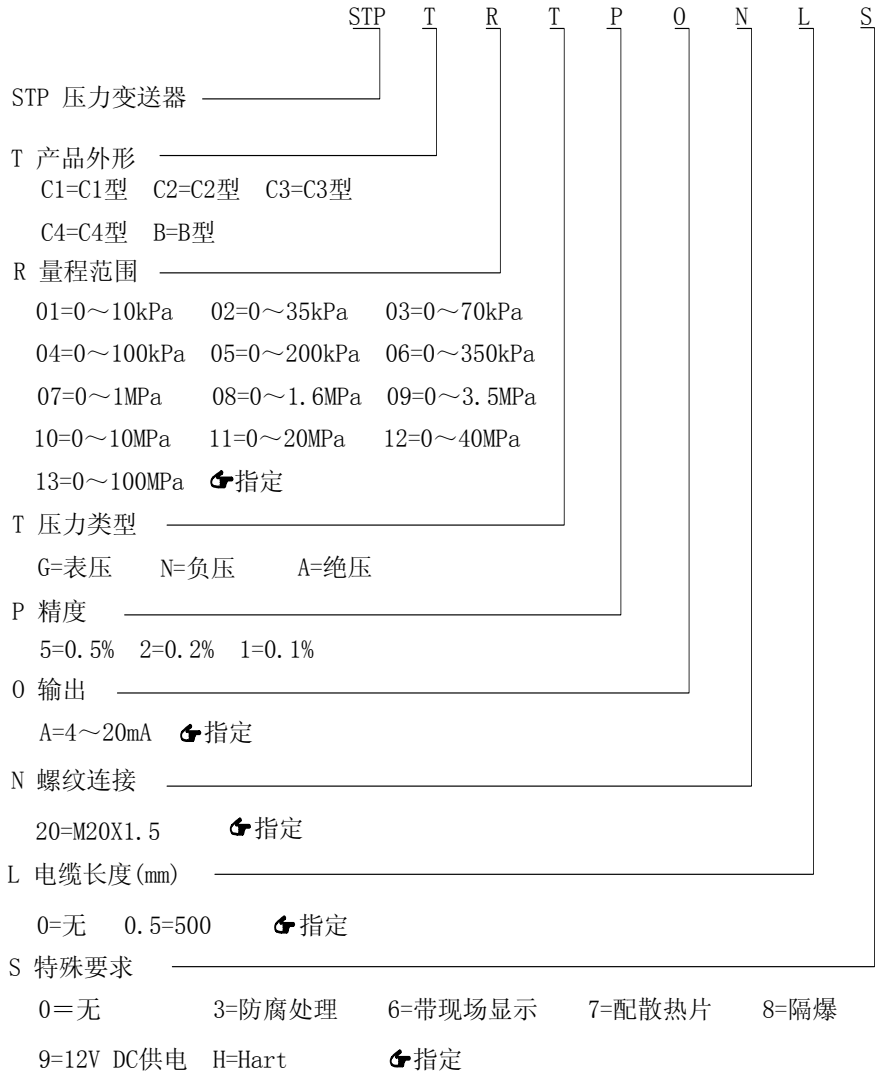 STP T R T P O N L S
STP 压力变送器
T 产品外形
C1=C1型 C2=C2型 C3=C3型
C4=C4型 B=B型
R 量程范围
01=0～10kPa 02=0～35kPa 03=0～70kPa
04=0～100kPa 05=0～200kPa 06=0～350kPa
07=0～1MPa 08=0～1.6MPa 09=0～3.5MPa
10=0～10MPa 11=0～20MPa 12=0～40MPa
13=0～100MPa 指定
T 压力类型
G=表压 N=负压 A=绝压
P 精度
5=0.5% 2=0.2% 1=0.1%
O 输出
A=4～20mA 指定
N 螺纹连接
20=M20X1.5 指定
L 电缆长度(mm)
0=无 0.5=500 指定
S 特殊要求
0＝无 3=防腐处理 6=带现场显示 7=配散热片 8=隔爆
9=12V DC供电 H=Hart 指定